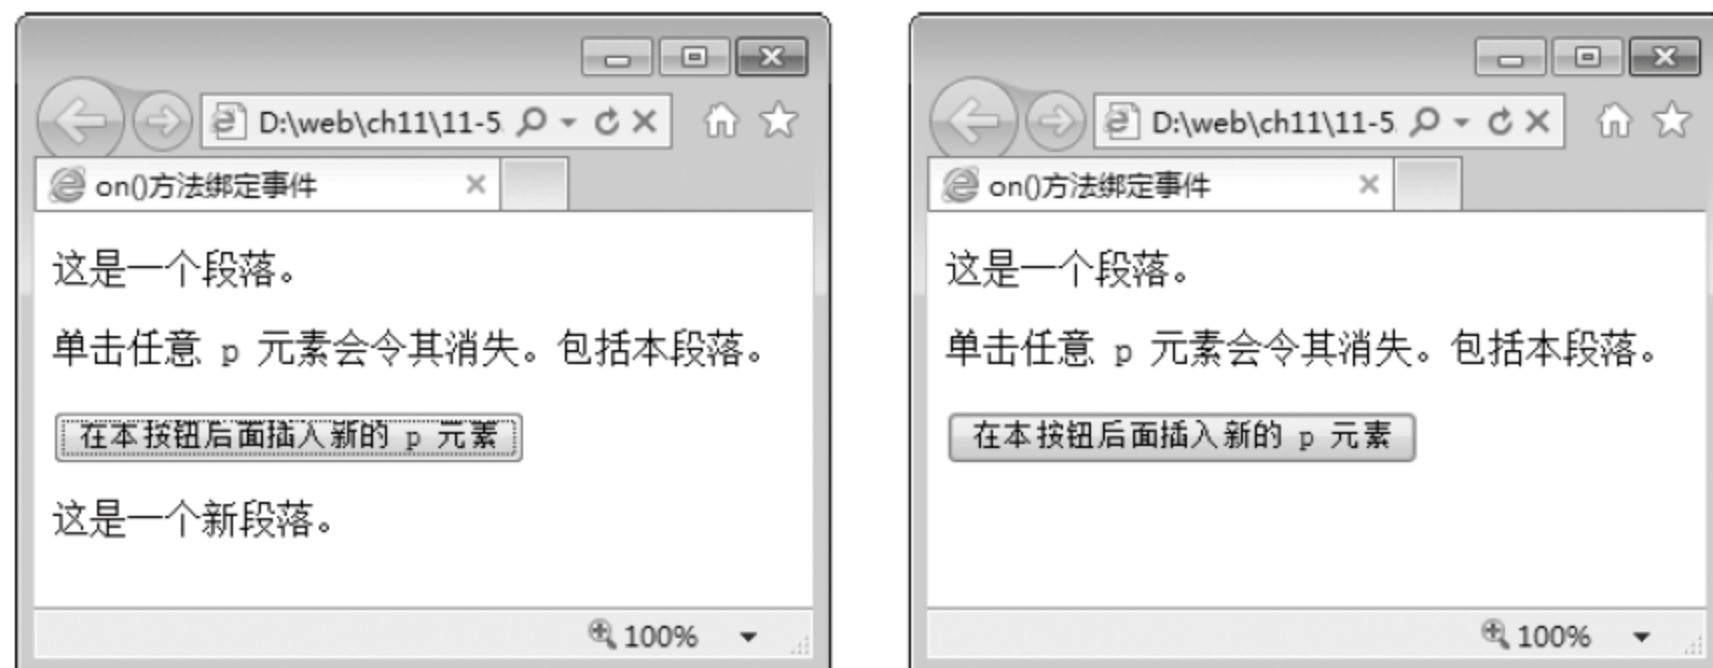 D:\web\ch11\11-5
on()方法绑定事件
这是一个段落。
单击任意 p 元素会令其消失。包括本段落。
在本按钮后面插入新的 p 元素
这是一个新段落。
100%
D:\web\ch11\11-5
on()方法绑定事件
这是一个段落。
单击任意 p 元素会令其消失。包括本段落。
在本按钮后面插入新的 p 元素
100%